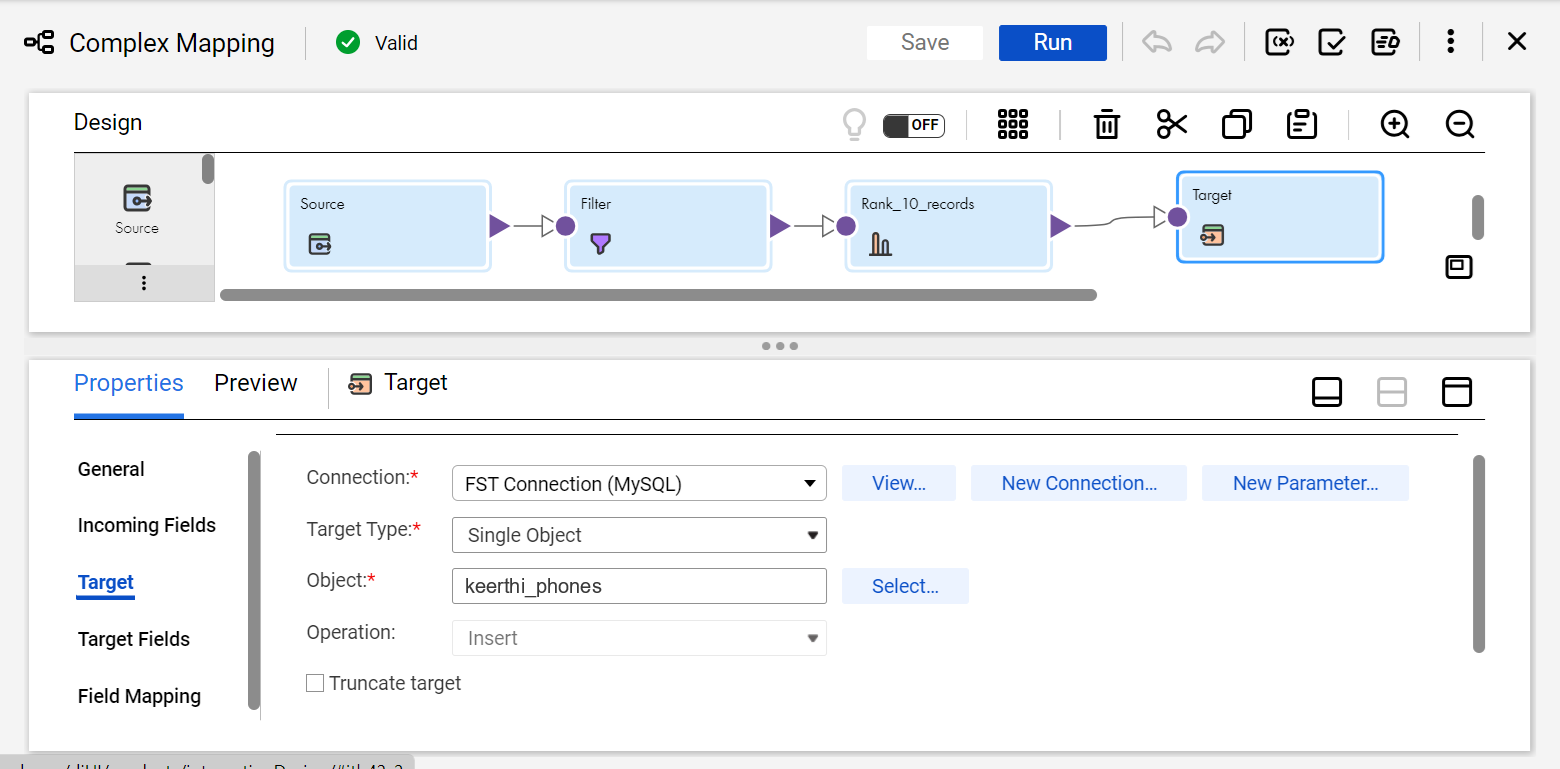 Complex Mapping Valid Save Run
Design OFF
Source Filter Rank_10_records Target
Source
Properties Preview Target
General
Incoming Fields
Target
Target Fields
Field Mapping
Connection:* FST Connection (MySQL) View... New Connection... New Parameter...
Target Type:* Single Object
Object:* keerthi_phones Select...
Operation: Insert
Truncate target